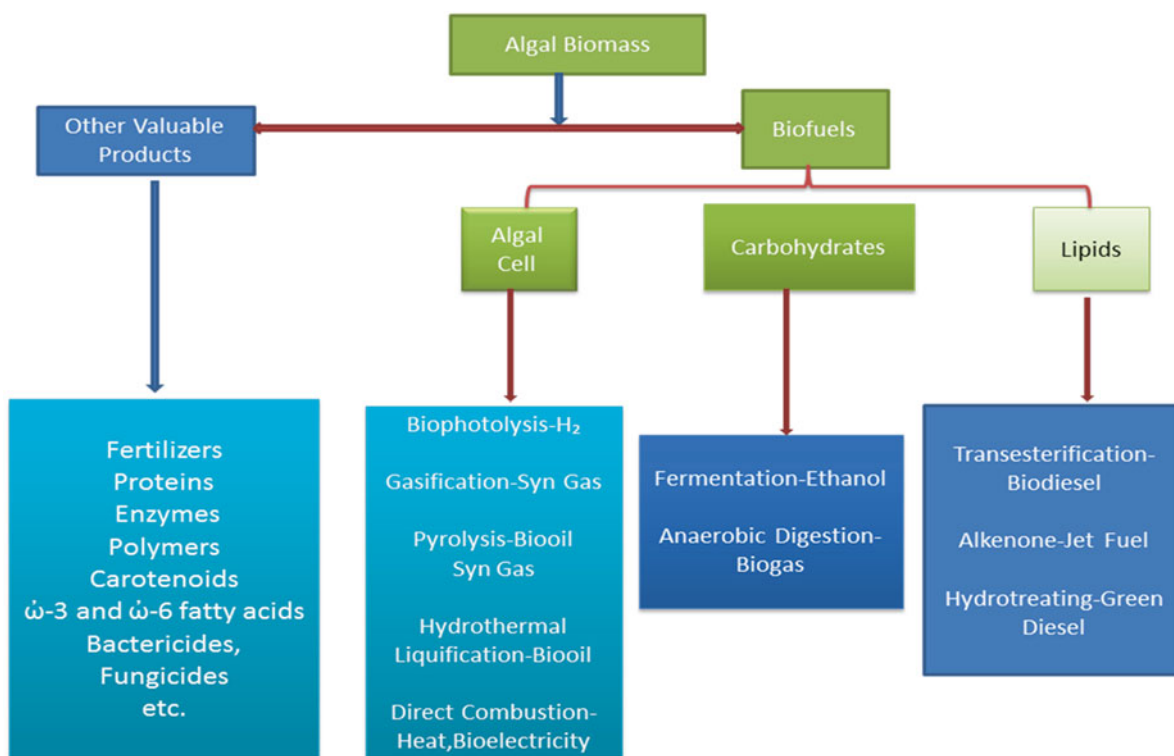 Algal Biomass
Other Valuable
Products
Biofuels
Algal
Cell
Carbohydrates
Lipids
Fertilizers
Proteins
Enzymes
Polymers
Carotenoids
ὠ-3 and ὠ-6 fatty acids
Bactericides,
Fungicides
etc.
Biophotolysis-H₂
Gasification-Syn Gas
Pyrolysis-Biooil
Syn Gas
Hydrothermal
Liquification-Biooil
Direct Combustion-
Heat,Bioelectricity
Fermentation-Ethanol
Anaerobic Digestion-
Biogas
Transesterification-
Biodiesel
Alkenone-Jet Fuel
Hydrotreating-Green
Diesel